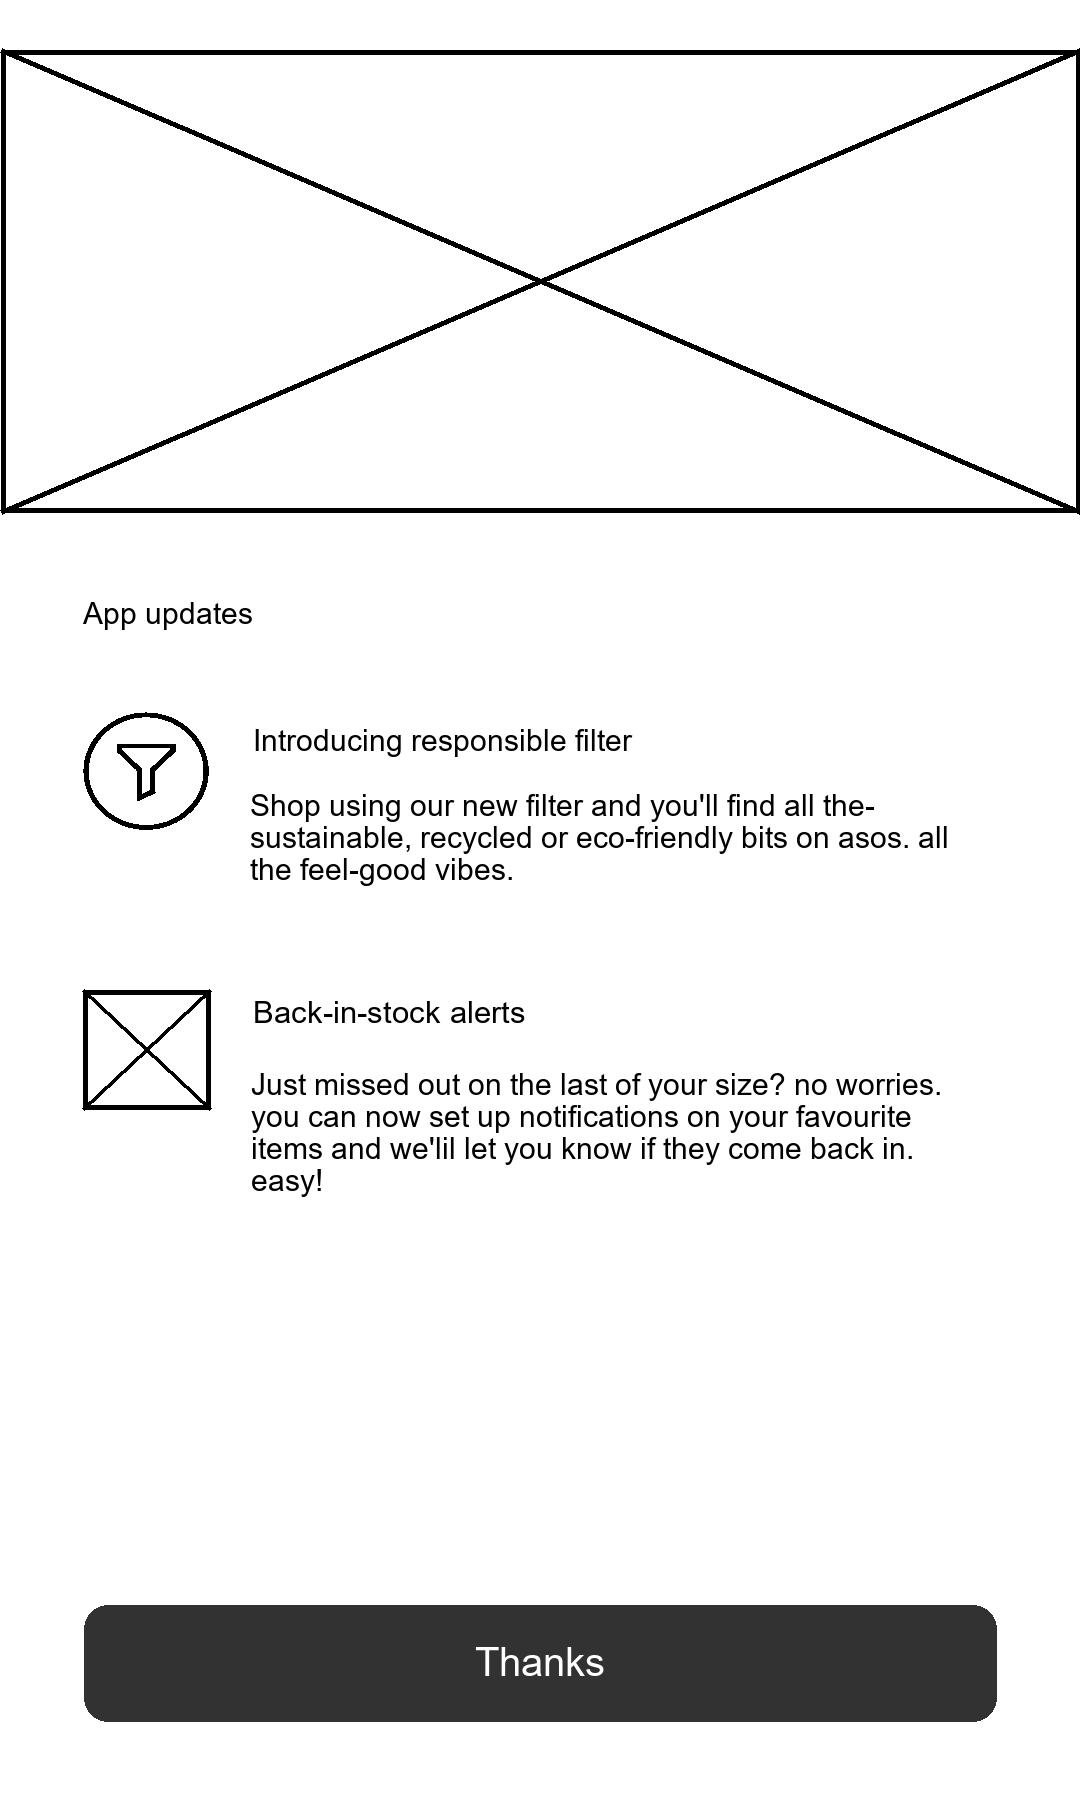 App updates
Introducing responsible filter
Shop using our new filter and you'll find all the-
sustainable, recycled or eco-friendly bits on asos. all
the feel-good vibes.
Back-in-stock alerts
Just missed out on the last of your size? no worries.
you can now set up notifications on your favourite
items and we'lil let you know if they come back in.
easy!
Thanks